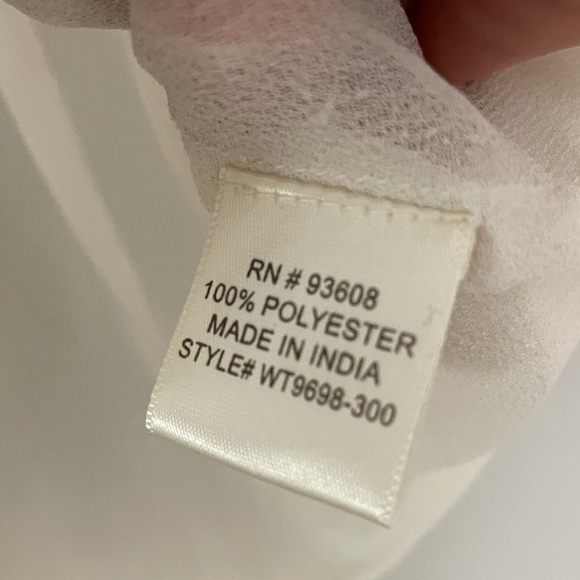 RN # 93608
100% POLYESTER
MADE IN INDIA
STYLE# WT9698-300